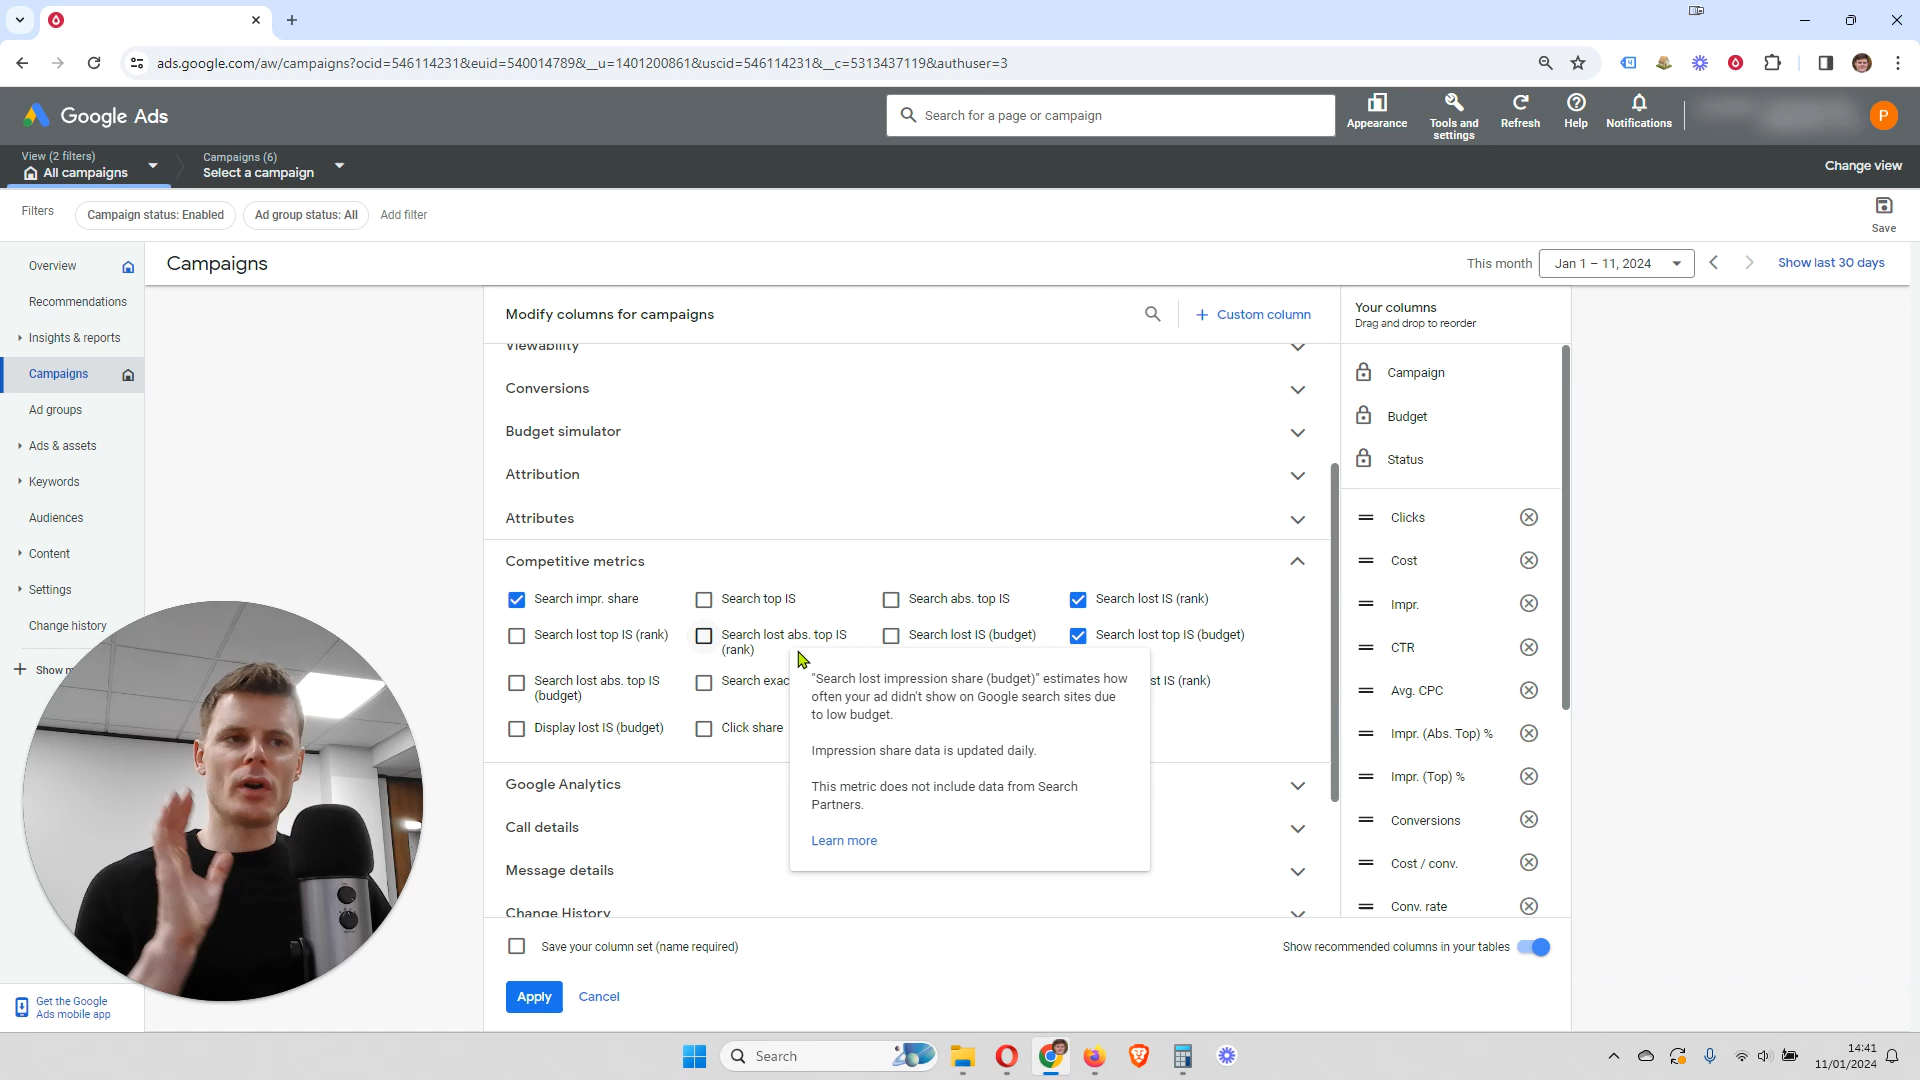 ads.google.com/aw/campaigns?ocid=546114231&euid=540014789&__u=1401200861&uscid=546114231&__c=5313437119&authuser=3
Google Ads
Search for a page or campaign
Appearance
Tools and
settings
Refresh
Help
Notifications
P
View (2 filters)
All campaigns
Campaigns (6)
Select a campaign
Change view
Filters
Campaign status: Enabled
Ad group status: All
Add filter
Save
Overview
Recommendations
Insights & reports
Campaigns
Ad groups
Ads & assets
Keywords
Audiences
Content
Settings
Change history
Show m
Get the Google
Ads mobile app
Campaigns
This month
Jan 1 – 11, 2024
Show last 30 days
Modify columns for campaigns
Custom column
Viewability
Conversions
Budget simulator
Attribution
Attributes
Competitive metrics
Search impr. share
Search top IS
Search abs. top IS
Search lost IS (rank)
Search lost top IS (rank)
Search lost abs. top IS
(rank)
Search lost IS (budget)
Search lost top IS (budget)
Search lost abs. top IS
(budget)
Search exac
st IS (rank)
Display lost IS (budget)
Click share
"Search lost impression share (budget)" estimates how
often your ad didn't show on Google search sites due
to low budget.
Impression share data is updated daily.
This metric does not include data from Search
Partners.
Learn more
Google Analytics
Call details
Message details
Change History
Save your column set (name required)
Show recommended columns in your tables
Apply
Cancel
Your columns
Drag and drop to reorder
Campaign
Budget
Status
Clicks
Cost
Impr.
CTR
Avg. CPC
Impr. (Abs. Top) %
Impr. (Top) %
Conversions
Cost / conv.
Conv. rate
Search
14:41
11/01/2024